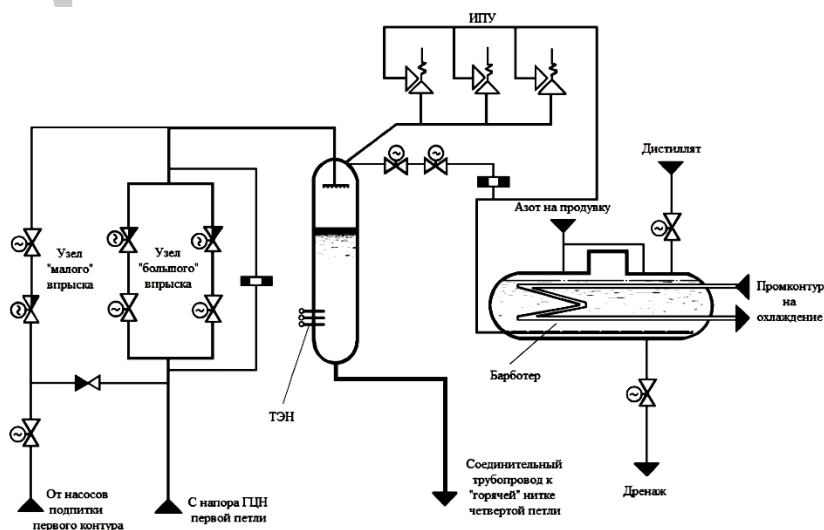 ИПУ
Дистиллят
Азот на продувку
Узел
"малого"
впрыска
Узел
"большого"
впрыска
Промконтур
на
охлаждение
Барботер
ТЭН
От насосов
подпитки
первого контура
С напора ГЦН
первой петли
Соединительный
трубопровод к
"горячей" нитке
четвертой петли
Дренаж